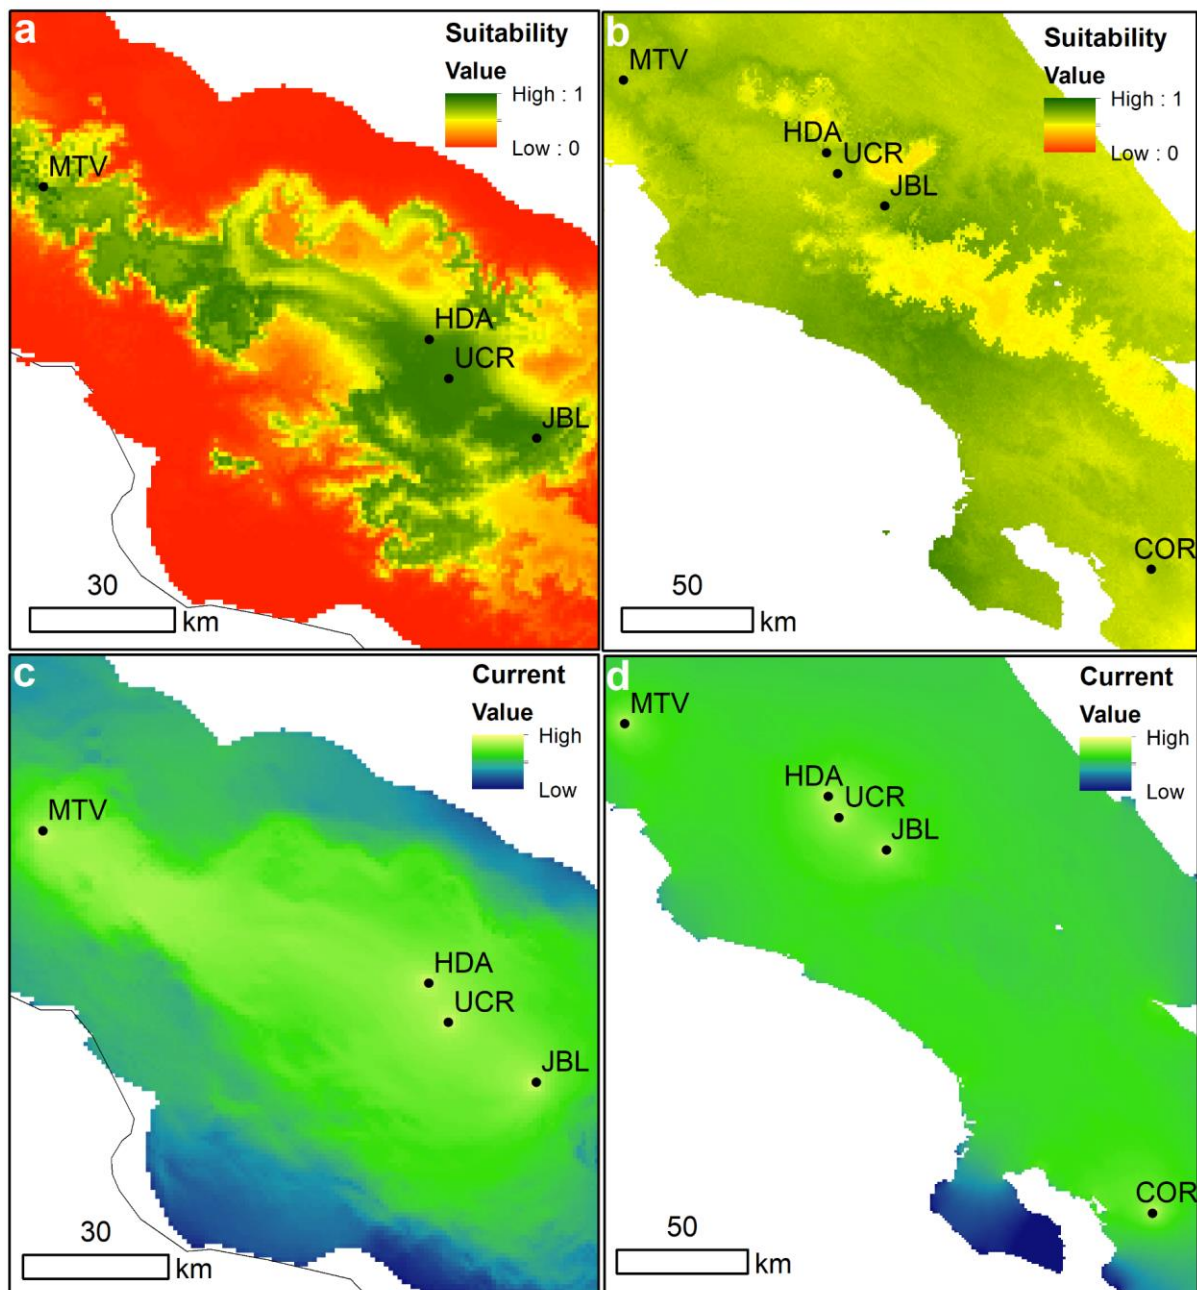 a
Suitability
Value
High : 1
Low : 0
MTV
HDA
UCR
JBL
30
km
b
Suitability
Value
High : 1
Low : 0
MTV
HDA
UCR
JBL
COR
50
km
c
Current
Value
High
Low
MTV
HDA
UCR
JBL
30
km
d
Current
Value
High
Low
MTV
HDA
UCR
JBL
COR
50
km